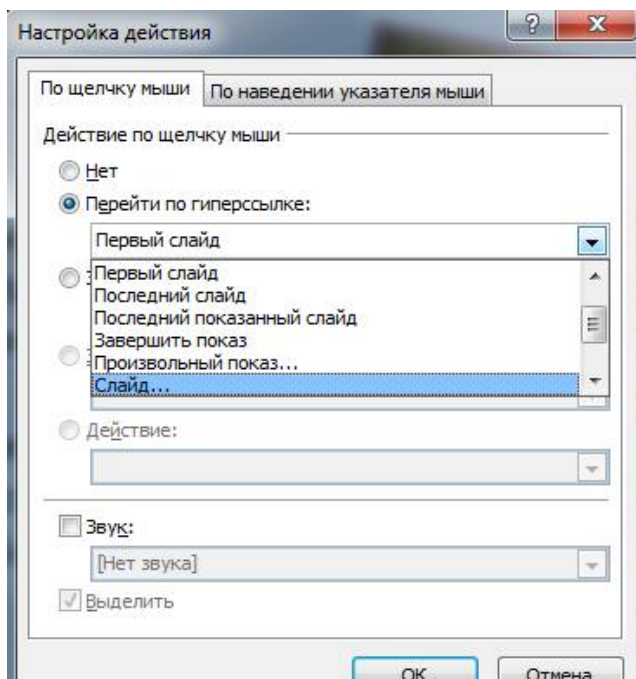 Настройка действия
По щелчку мыши По наведении указателя мыши
Действие по щелчку мыши
Нет
Перейти по гиперссылке:
Первый слайд
Первый слайд
Последний слайд
Последний показанный слайд
Завершить показ
Произвольный показ...
Слайд...
Действие:
Звук:
[Нет звука]
Выделить
ОК Отмена